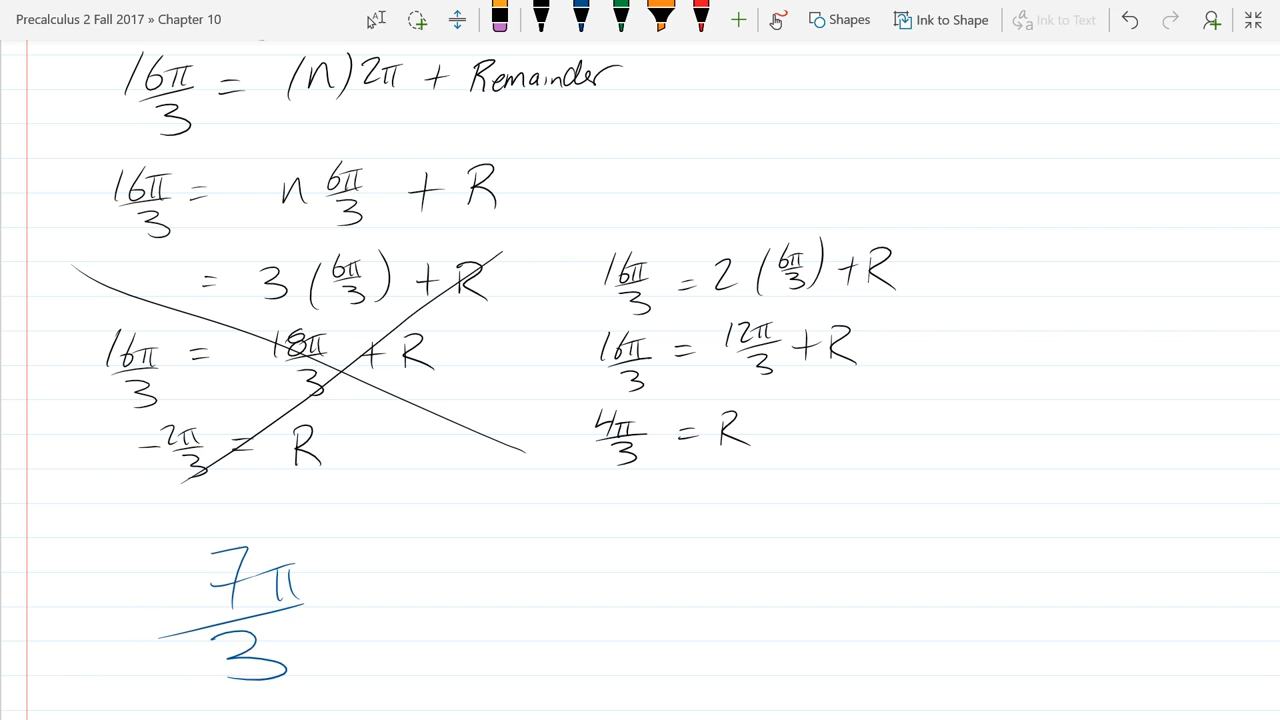 Precalculus 2 Fall 2017 » Chapter 10
Shapes
Ink to Shape
Ink to Text
16π/3 = (n)2π + Remainder
16π/3 = n 6π/3 + R
= 3 (6π/3) + R
16π/3 = 18π/3 + R
-2π/3 = R
16π/3 = 2 (6π/3) + R
16π/3 = 12π/3 + R
4π/3 = R
7π/3